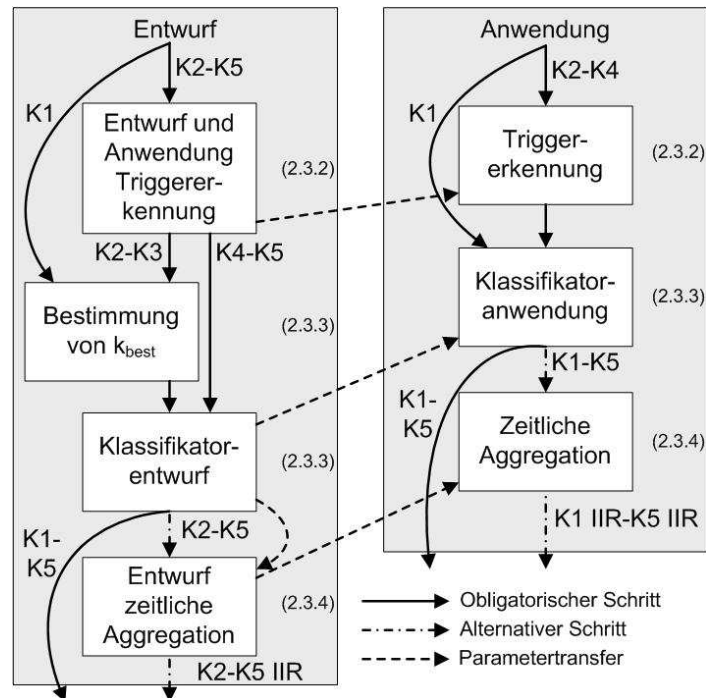 Entwurf
K2-K5
K1
Entwurf und
Anwendung
Triggerer-
kennung
(2.3.2)
K2-K3
K4-K5
Bestimmung
von kbest
(2.3.3)
Klassifikator-
entwurf
(2.3.3)
K1-
K5
K2-K5
Entwurf
zeitliche
Aggregation
(2.3.4)
K2-K5 IIR
Anwendung
K2-K4
K1
Trigger-
erkennung
(2.3.2)
Klassifikator-
anwendung
(2.3.3)
K1-K5
K1-
K5
Zeitliche
Aggregation
(2.3.4)
K1 IIR-K5 IIR
Obligatorischer Schritt
Alternativer Schritt
Parametertransfer